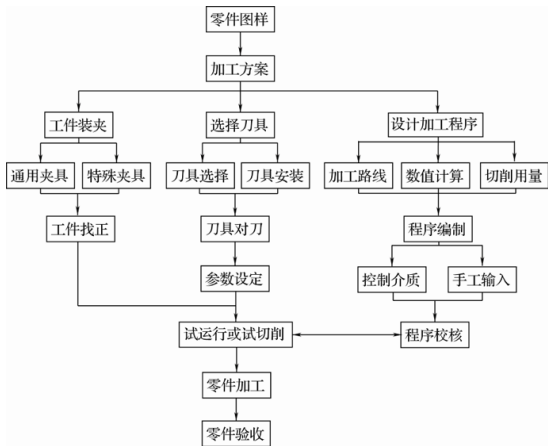 零件图样
加工方案
工件装夹
选择刀具
设计加工程序
通用夹具
特殊夹具
刀具选择
刀具安装
加工路线
数值计算
切削用量
工件找正
刀具对刀
程序编制
参数设定
控制介质
手工输入
试运行或试切削
程序校核
零件加工
零件验收